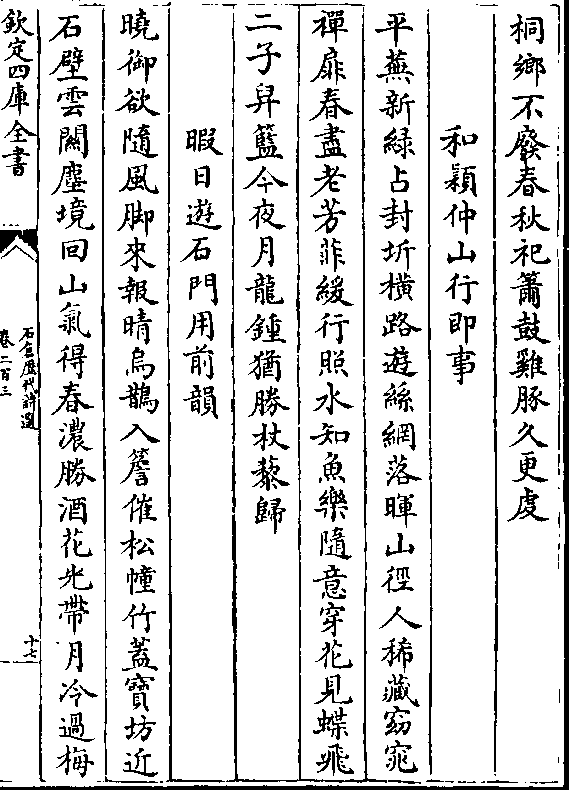 桐鄉不廢春秋祀簫鼓雞豚久更虔
和穎仲山行即事
平蕪新綠占封圻橫路遊絲網落暉山徑人稀藏窈窕
禪扉春盡老芳菲緩行照水知魚樂隨意穿花見蝶飛
二子舁籃今夜月龍鍾猶勝杖藜歸
暇日遊石門用前韻
曉御欲隨風脚來報晴烏鵲入簷催松幢竹蓋寶坊近
石壁雲關塵境回山氣得春濃勝酒花光帶月冷過梅
欽定四庫全書
石倉歷代詩選
卷二百三
十七